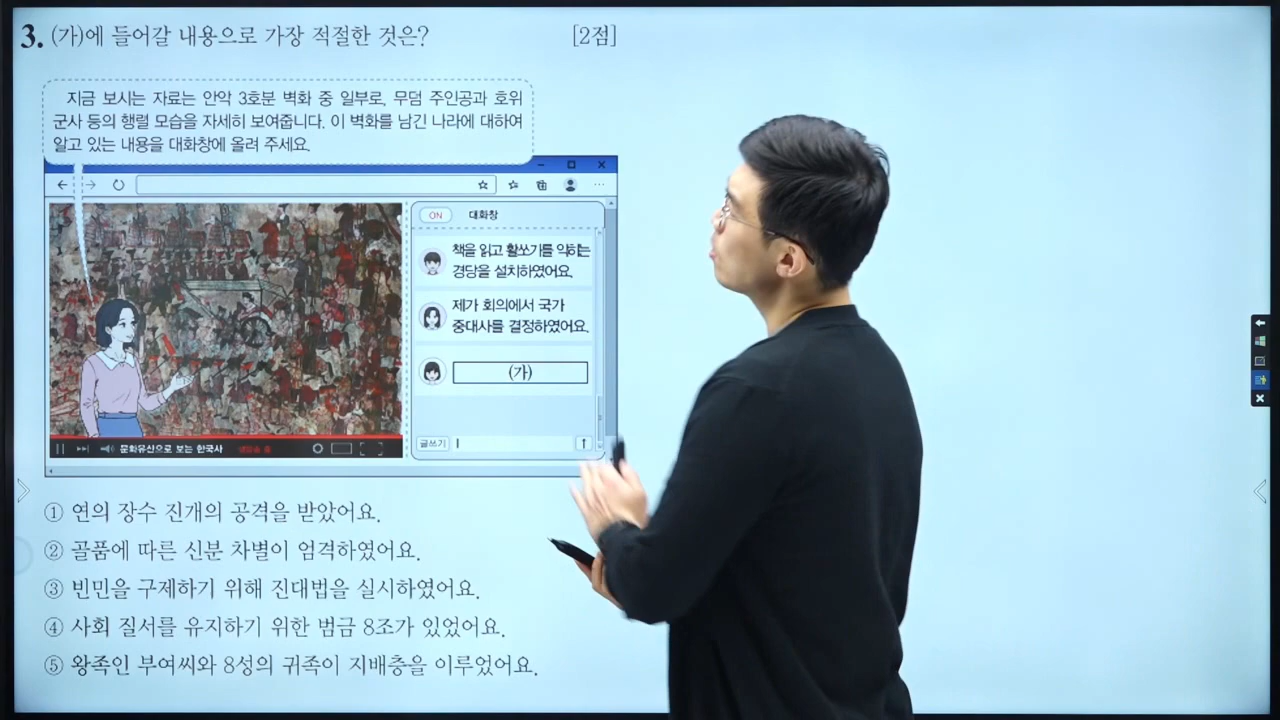 3. (가)에 들어갈 내용으로 가장 적절한 것은? [2점]
지금 보시는 자료는 안악 3호분 벽화 중 일부로, 무덤 주인공과 호위
군사 등의 행렬 모습을 자세히 보여줍니다. 이 벽화를 남긴 나라에 대하여
알고 있는 내용을 대화창에 올려 주세요.
ON 대화창
책을 읽고 활쏘기를 익히는
경당을 설치하였어요.
제가 회의에서 국가
중대사를 결정하였어요.
(가)
글쓰기
문화유산으로 보는 한국사
① 연의 장수 진개의 공격을 받았어요.
② 골품에 따른 신분 차별이 엄격하였어요.
③ 빈민을 구제하기 위해 진대법을 실시하였어요.
④ 사회 질서를 유지하기 위한 범금 8조가 있었어요.
⑤ 왕족인 부여씨와 8성의 귀족이 지배층을 이루었어요.